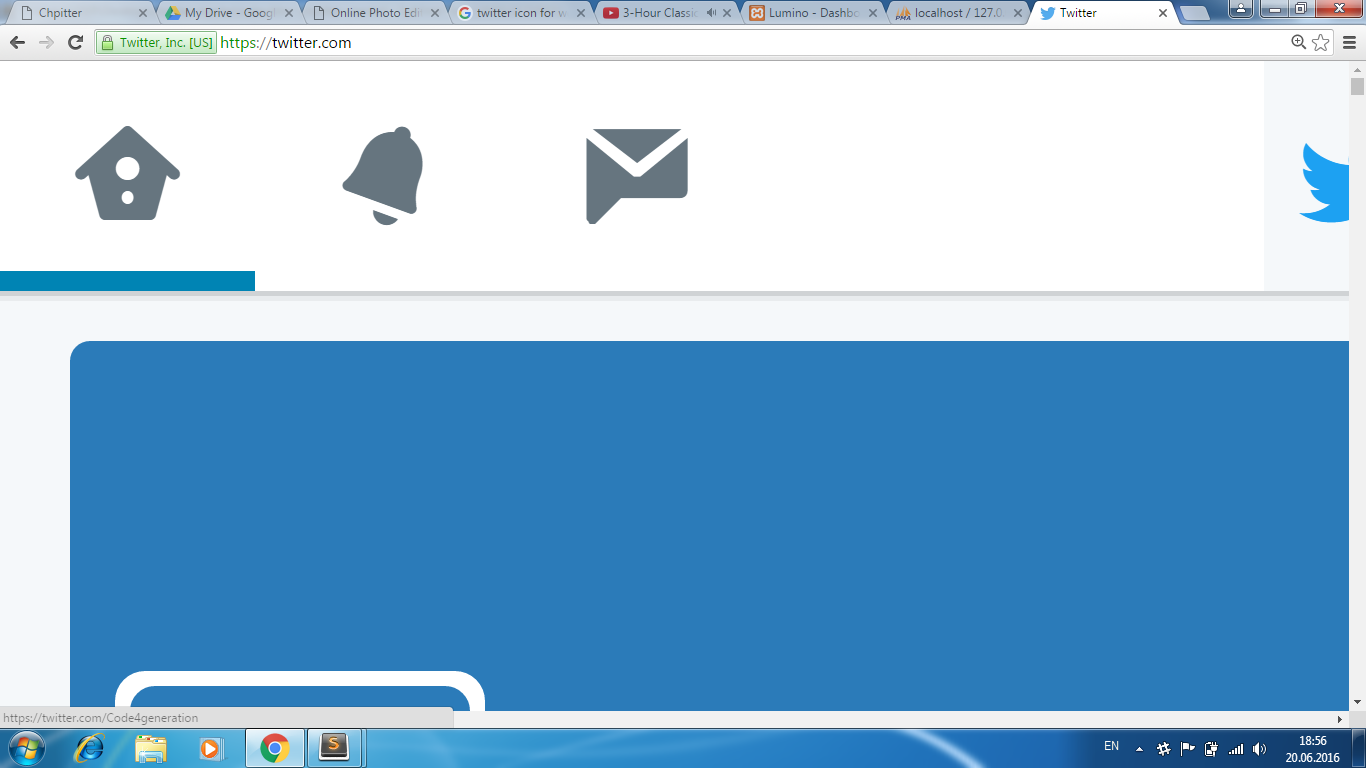 Chpitter
My Drive - Googl
Online Photo Edi
twitter icon for w
3-Hour Classic
Lumino - Dashbo
PMA
localhost / 127.0.
Twitter
Twitter, Inc. [US]
https://twitter.com
https://twitter.com/Code4generation
S
EN
18:56
20.06.2016